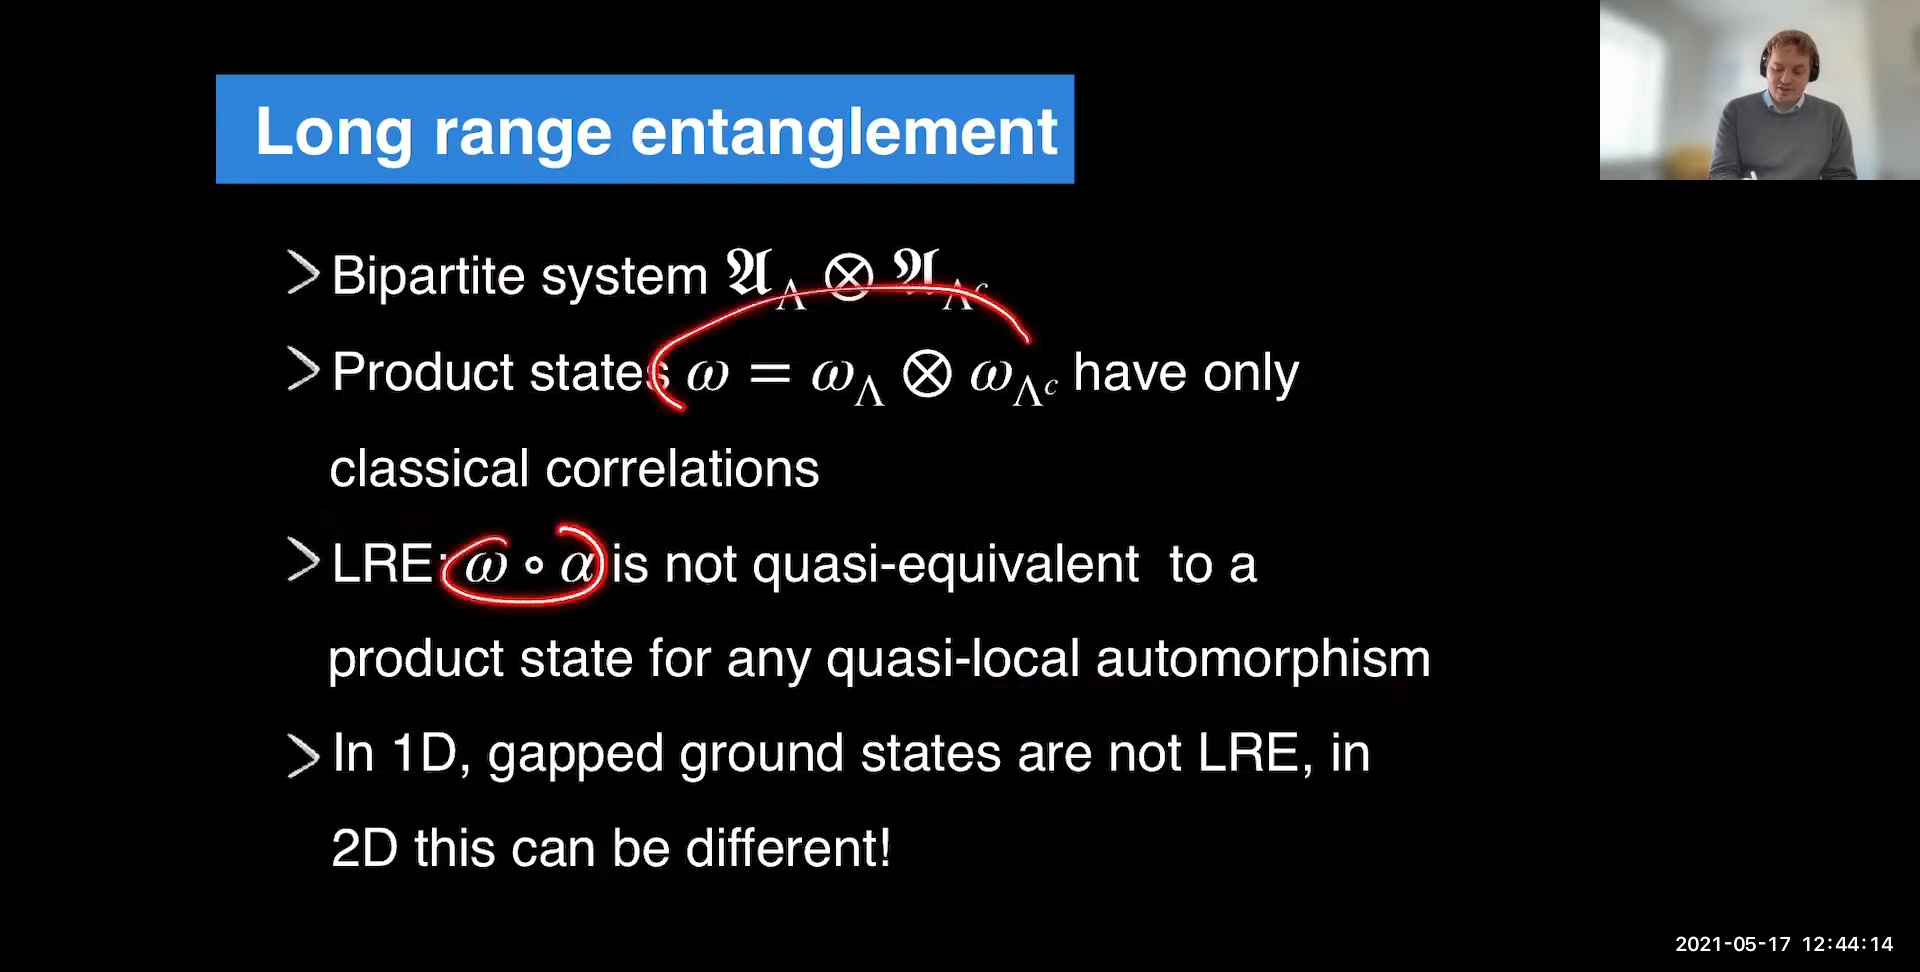 Long range entanglement
> Bipartite system 𝔄_Λ ⊗ 𝔄_Λᶜ
> Product states ω = ω_Λ ⊗ ω_Λᶜ have only
classical correlations
> LRE: ω ∘ α is not quasi-equivalent to a
product state for any quasi-local automorphism
> In 1D, gapped ground states are not LRE, in
2D this can be different!
2021-05-17 12:44:14